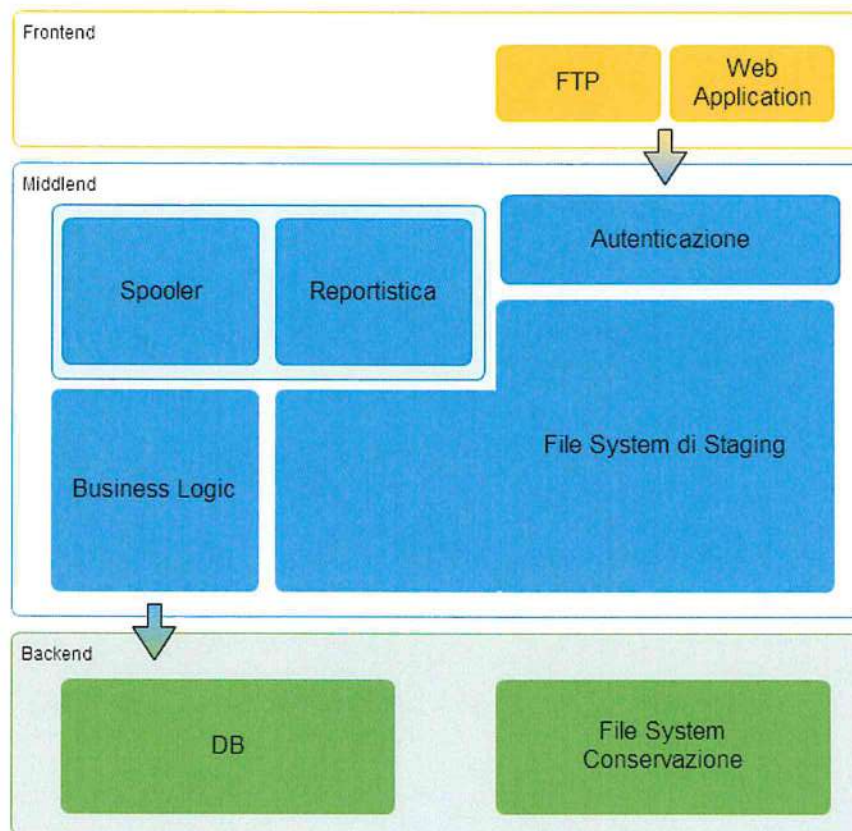 Frontend
FTP
Web
Application
Middlend
Spooler
Reportistica
Autenticazione
Business Logic
File System di Staging
Backend
DB
File System
Conservazione